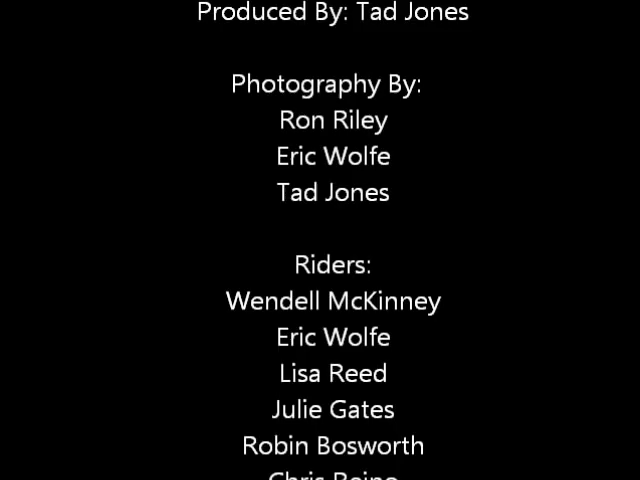 Produced By: Tad Jones
Photography By:
Ron Riley
Eric Wolfe
Tad Jones
Riders:
Wendell McKinney
Eric Wolfe
Lisa Reed
Julie Gates
Robin Bosworth
Chris